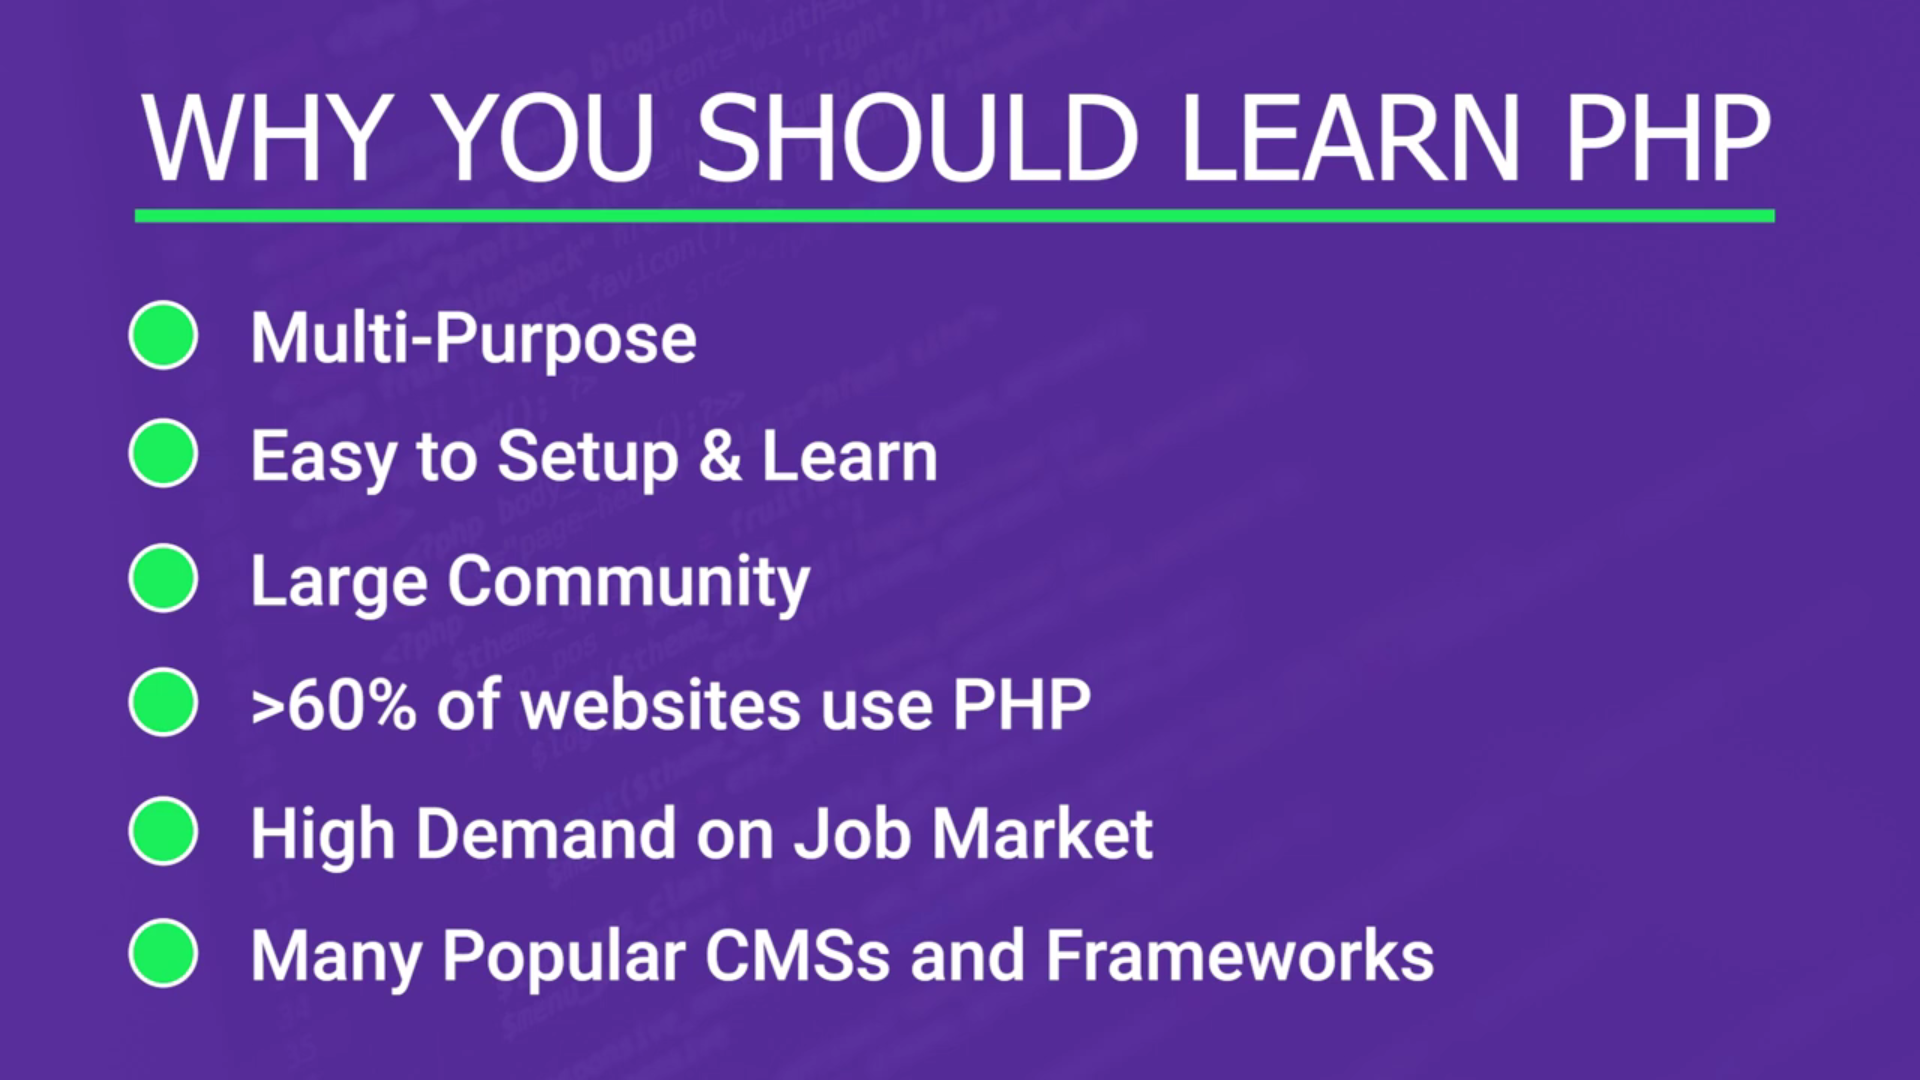 WHY YOU SHOULD LEARN PHP
Multi-Purpose
Easy to Setup & Learn
Large Community
>60% of websites use PHP
High Demand on Job Market
Many Popular CMSs and Frameworks